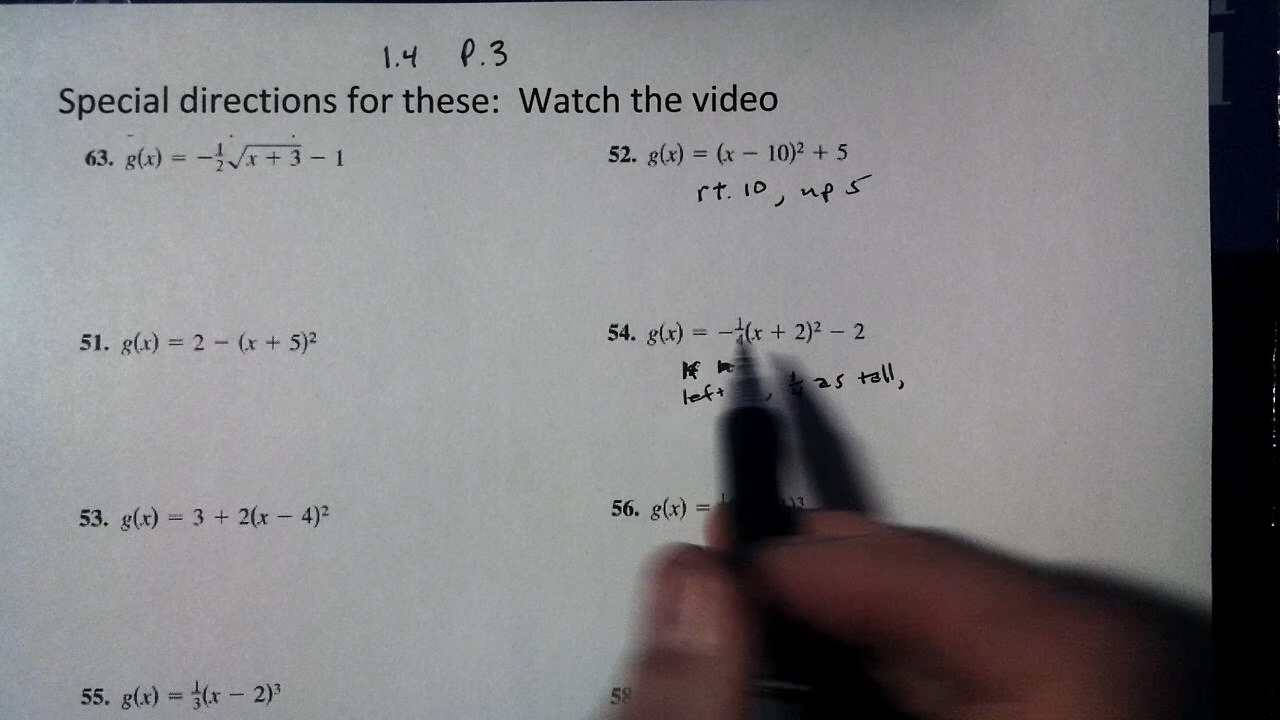 1.4 P.3
Special directions for these: Watch the video
63. g(x) = −½√(x + 3) − 1
52. g(x) = (x − 10)² + 5
rt. 10, up 5
51. g(x) = 2 − (x + 5)²
54. g(x) = −¼(x + 2)² − 2
left , ¼ as tall,
53. g(x) = 3 + 2(x − 4)²
56. g(x) =
55. g(x) = ⅓(x − 2)³
58